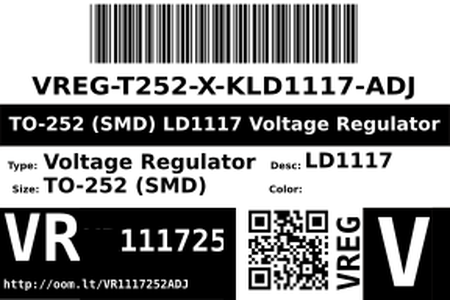 VREG-T252-X-KLD1117-ADJ
TO-252 (SMD) LD1117 Voltage Regulator
Type: Voltage Regulator Desc: LD1117
Size: TO-252 (SMD) Color:
VR 111725 VREG V
http://oom.lt/VR1117252ADJ